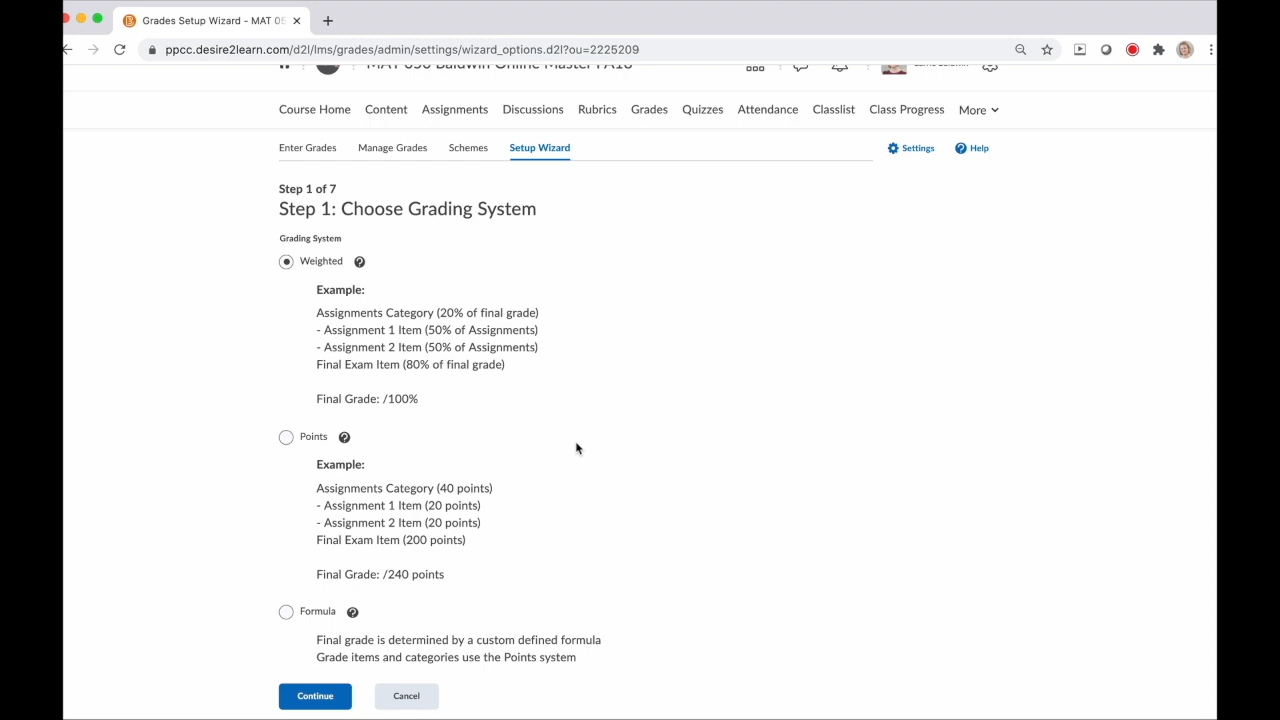 Grades Setup Wizard - MAT 05
ppcc.desire2learn.com/d2l/lms/grades/admin/settings/wizard_options.d2l?ou=2225209
MAT 050 Baldwin Online Master FA18
Course Home Content Assignments Discussions Rubrics Grades Quizzes Attendance Classlist Class Progress More
Enter Grades Manage Grades Schemes Setup Wizard Settings Help
Step 1 of 7
Step 1: Choose Grading System
Grading System
Weighted
Example:
Assignments Category (20% of final grade)
- Assignment 1 Item (50% of Assignments)
- Assignment 2 Item (50% of Assignments)
Final Exam Item (80% of final grade)
Final Grade: /100%
Points
Example:
Assignments Category (40 points)
- Assignment 1 Item (20 points)
- Assignment 2 Item (20 points)
Final Exam Item (200 points)
Final Grade: /240 points
Formula
Final grade is determined by a custom defined formula
Grade items and categories use the Points system
Continue Cancel